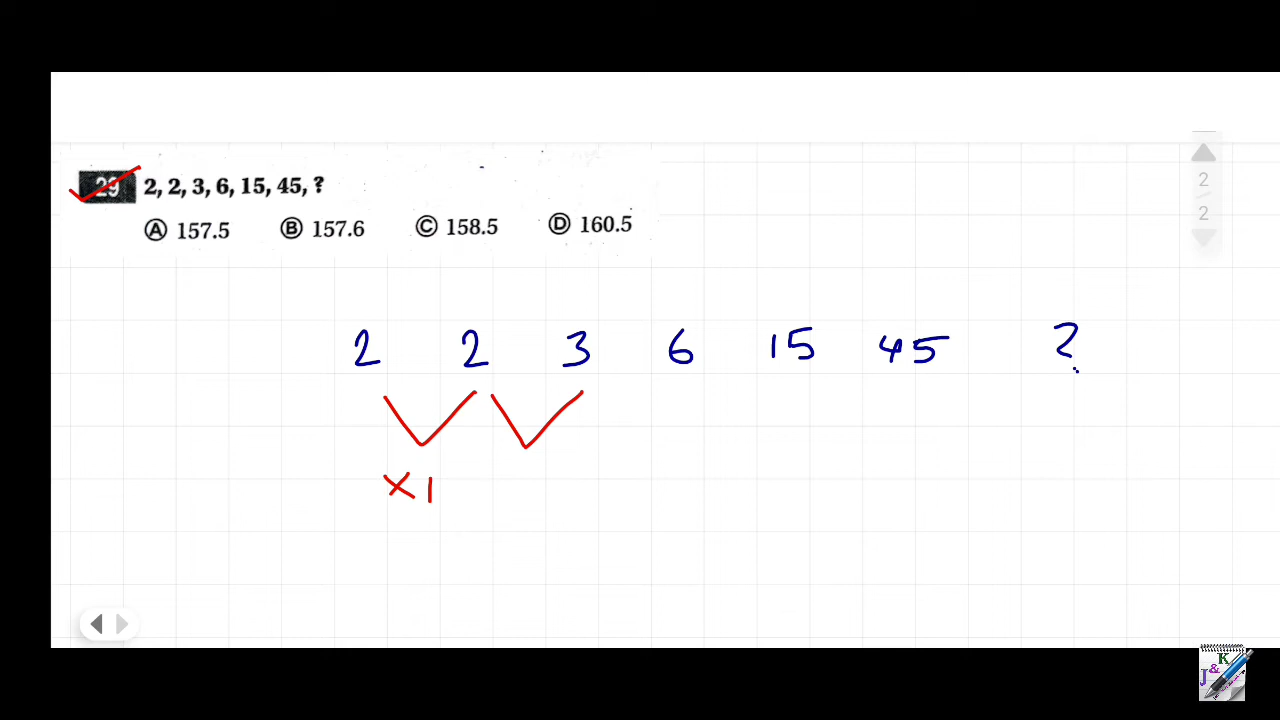 29 2, 2, 3, 6, 15, 45, ?
Ⓐ 157.5 Ⓑ 157.6 Ⓒ 158.5 Ⓓ 160.5
2
2
2 2 3 6 15 45 ?
×1
J&K